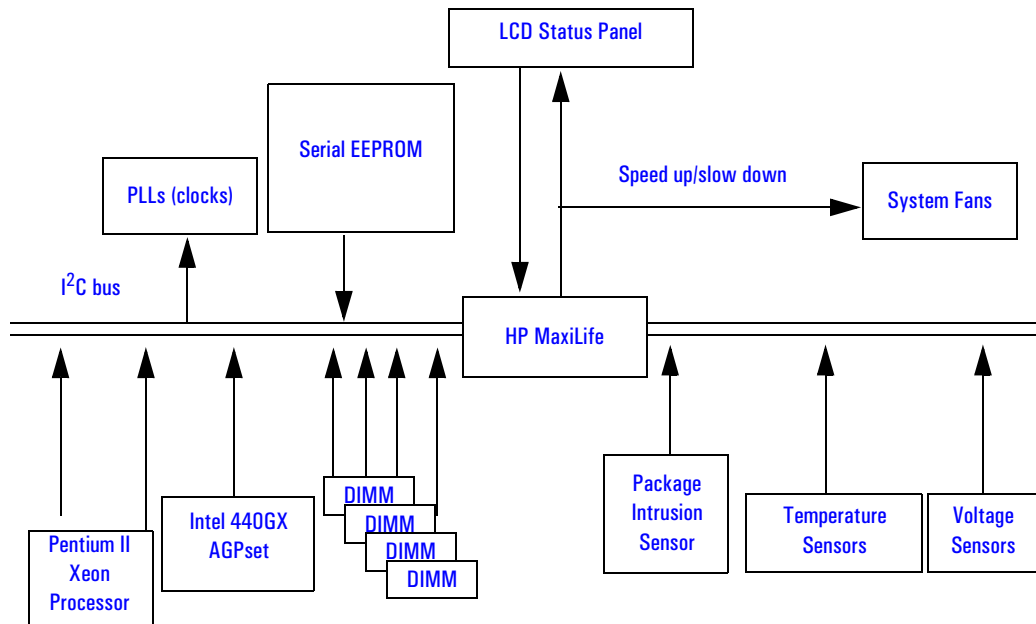 LCD Status Panel
Serial EEPROM
PLLs (clocks)
Speed up/slow down
System Fans
I²C bus
HP MaxiLife
DIMM
DIMM
DIMM
DIMM
Intel 440GX
AGPset
Pentium II
Xeon
Processor
Package
Intrusion
Sensor
Temperature
Sensors
Voltage
Sensors